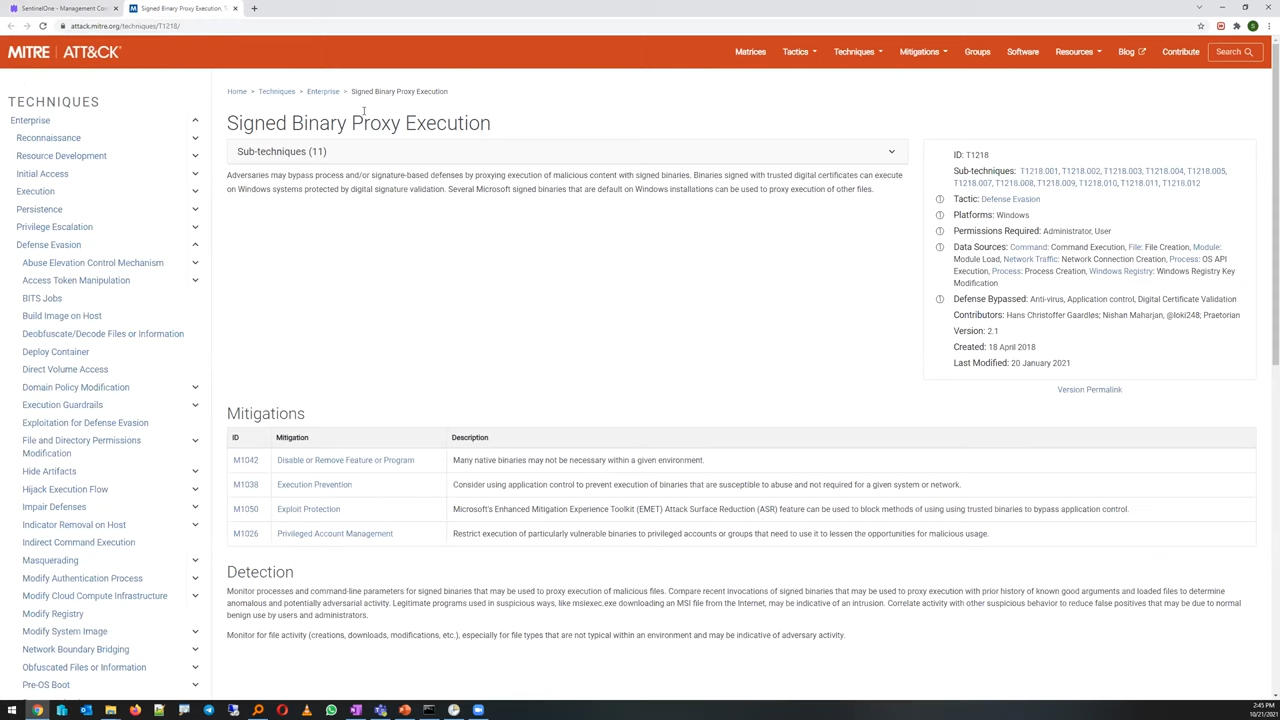 SentinelOne - Management Con
Signed Binary Proxy Execution, T
attack.mitre.org/techniques/T1218/
MITRE | ATT&CK
Matrices
Tactics
Techniques
Mitigations
Groups
Software
Resources
Blog
Contribute
Search
TECHNIQUES
Enterprise
Reconnaissance
Resource Development
Initial Access
Execution
Persistence
Privilege Escalation
Defense Evasion
Abuse Elevation Control Mechanism
Access Token Manipulation
BITS Jobs
Build Image on Host
Deobfuscate/Decode Files or Information
Deploy Container
Direct Volume Access
Domain Policy Modification
Execution Guardrails
Exploitation for Defense Evasion
File and Directory Permissions
Modification
Hide Artifacts
Hijack Execution Flow
Impair Defenses
Indicator Removal on Host
Indirect Command Execution
Masquerading
Modify Authentication Process
Modify Cloud Compute Infrastructure
Modify Registry
Modify System Image
Network Boundary Bridging
Obfuscated Files or Information
Pre-OS Boot
Home > Techniques > Enterprise > Signed Binary Proxy Execution
Signed Binary Proxy Execution
Sub-techniques (11)
Adversaries may bypass process and/or signature-based defenses by proxying execution of malicious content with signed binaries. Binaries signed with trusted digital certificates can execute
on Windows systems protected by digital signature validation. Several Microsoft signed binaries that are default on Windows installations can be used to proxy execution of other files.
ID: T1218
Sub-techniques: T1218.001, T1218.002, T1218.003, T1218.004, T1218.005,
T1218.007, T1218.008, T1218.009, T1218.010, T1218.011, T1218.012
Tactic: Defense Evasion
Platforms: Windows
Permissions Required: Administrator, User
Data Sources: Command: Command Execution, File: File Creation, Module:
Module Load, Network Traffic: Network Connection Creation, Process: OS API
Execution, Process: Process Creation, Windows Registry: Windows Registry Key
Modification
Defense Bypassed: Anti-virus, Application control, Digital Certificate Validation
Contributors: Hans Christoffer Gaardløs; Nishan Maharjan, @loki248; Praetorian
Version: 2.1
Created: 18 April 2018
Last Modified: 20 January 2021
Version Permalink
Mitigations
ID Mitigation Description
M1042 Disable or Remove Feature or Program Many native binaries may not be necessary within a given environment.
M1038 Execution Prevention Consider using application control to prevent execution of binaries that are susceptible to abuse and not required for a given system or network.
M1050 Exploit Protection Microsoft's Enhanced Mitigation Experience Toolkit (EMET) Attack Surface Reduction (ASR) feature can be used to block methods of using using trusted binaries to bypass application control.
M1026 Privileged Account Management Restrict execution of particularly vulnerable binaries to privileged accounts or groups that need to use it to lessen the opportunities for malicious usage.
Detection
Monitor processes and command-line parameters for signed binaries that may be used to proxy execution of malicious files. Compare recent invocations of signed binaries that may be used to proxy execution with prior history of known good arguments and loaded files to determine
anomalous and potentially adversarial activity. Legitimate programs used in suspicious ways, like msiexec.exe downloading an MSI file from the Internet, may be indicative of an intrusion. Correlate activity with other suspicious behavior to reduce false positives that may be due to normal
benign use by users and administrators.
Monitor for file activity (creations, downloads, modifications, etc.), especially for file types that are not typical within an environment and may be indicative of adversary activity.
2:45 PM
10/21/2021